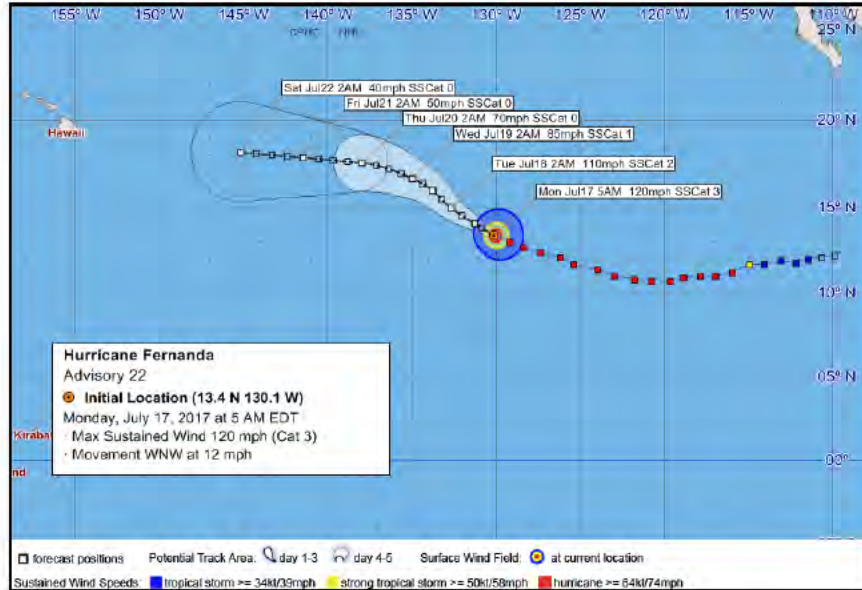 155° W 150° W 145° W 140° W 135° W 130° W 125° W 120° W 115° W 110° W
25° N
Sat Jul22 2AM 40mph SSCat 0
Fri Jul21 2AM 50mph SSCat 0
Thu Jul20 2AM 70mph SSCat 0
20° N
Hawaii
Wed Jul19 2AM 85mph SSCat 1
Tue Jul18 2AM 110mph SSCat 2
Mon Jul17 5AM 120mph SSCat 3
15° N
10° N
Hurricane Fernanda
Advisory 22
Initial Location (13.4 N 130.1 W)
Monday, July 17, 2017 at 5 AM EDT
· Max Sustained Wind 120 mph (Cat 3)
· Movement WNW at 12 mph
05° N
Kiraba
00°
nd
forecast positions Potential Track Area: day 1-3 day 4-5 Surface Wind Field: at current location
Sustained Wind Speeds: tropical storm >= 34kt/39mph strong tropical storm >= 50kt/58mph hurricane >= 64kt/74mph